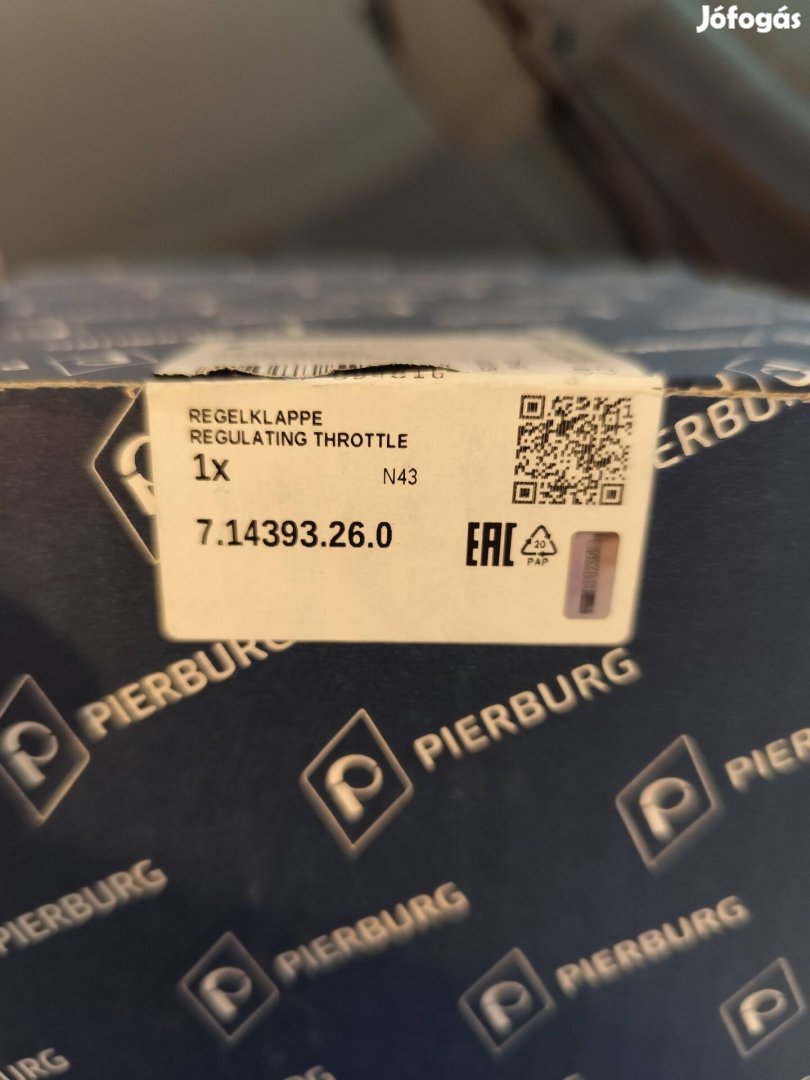 Jófogás
REGELKLAPPE
REGULATING THROTTLE
1x
N43
7.14393.26.0
EAC
20
PAP
PIERBURG
PIERBURG
PIERBURG
PIERBURG
PIERBURG